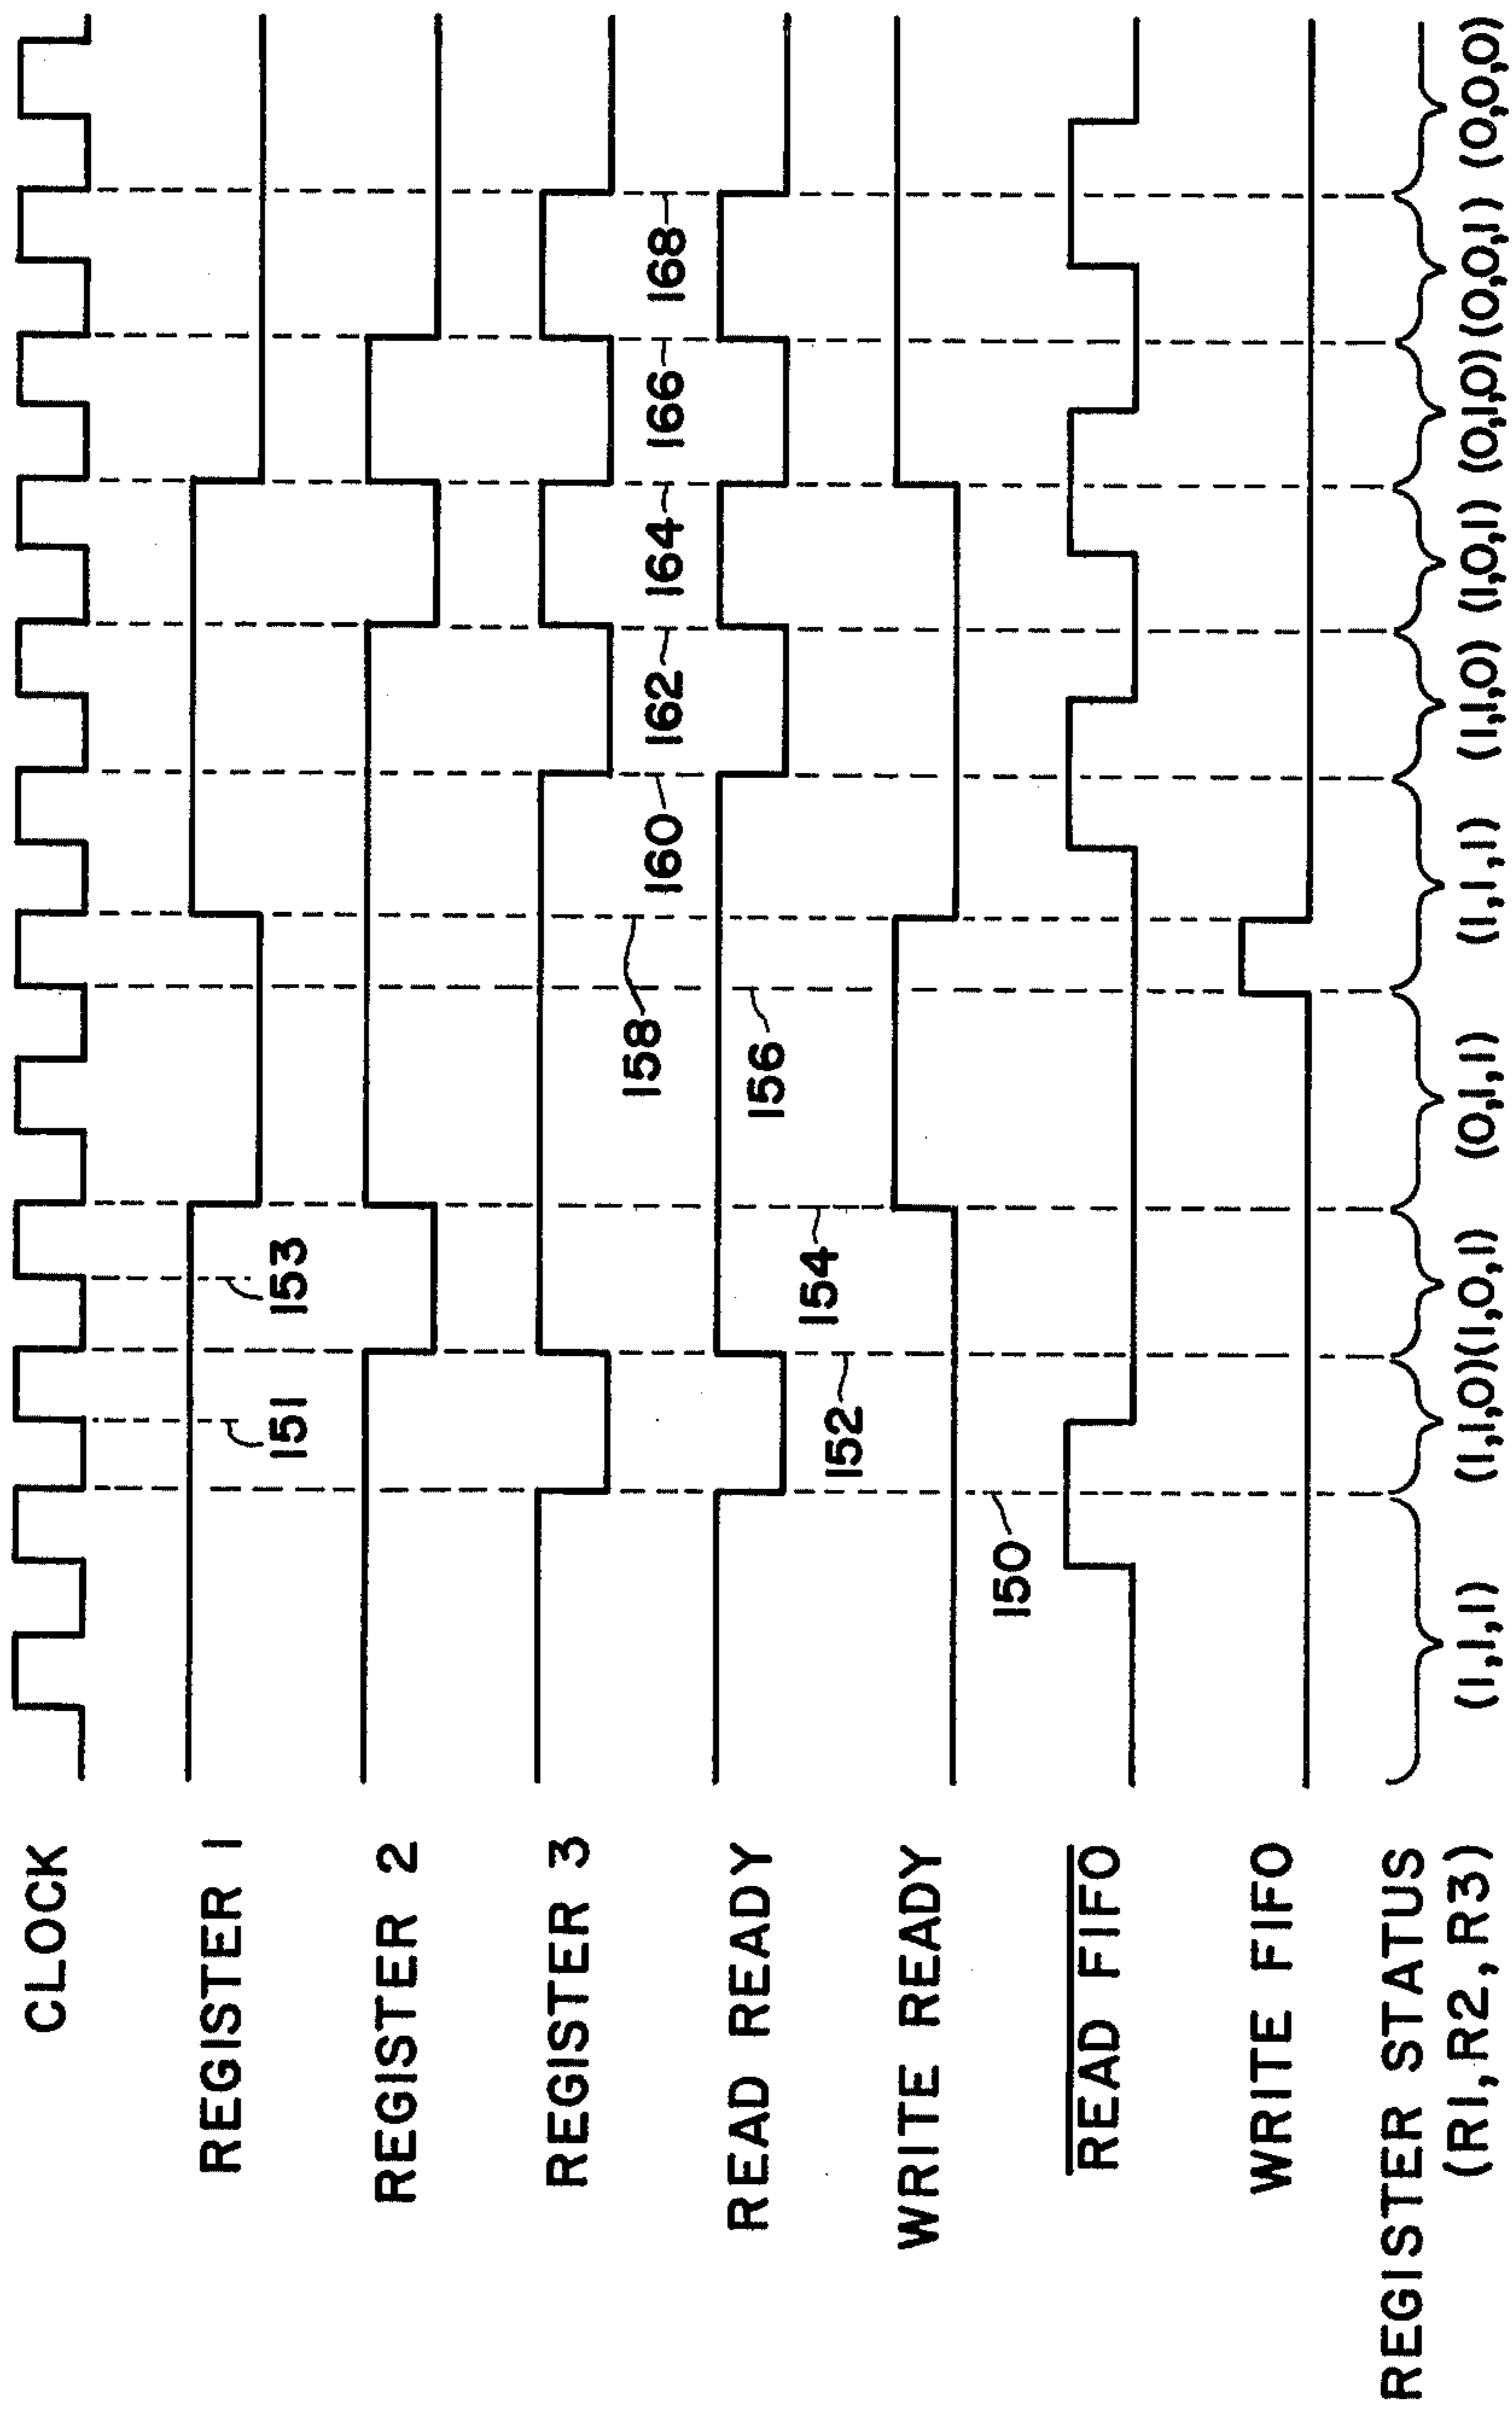 CLOCK
REGISTER 1
151
153
REGISTER 2
REGISTER 3
158
160
162
164
166
168
READ READY
152
154
156
WRITE READY
150
READ FIFO
WRITE FIFO
REGISTER STATUS
(R1,R2,R3)
(1,1,1) (1,1,0) (1,0,1) (0,1,1) (1,1,1) (1,1,0) (1,0,1) (0,1,0) (0,0,1) (0,0,0)